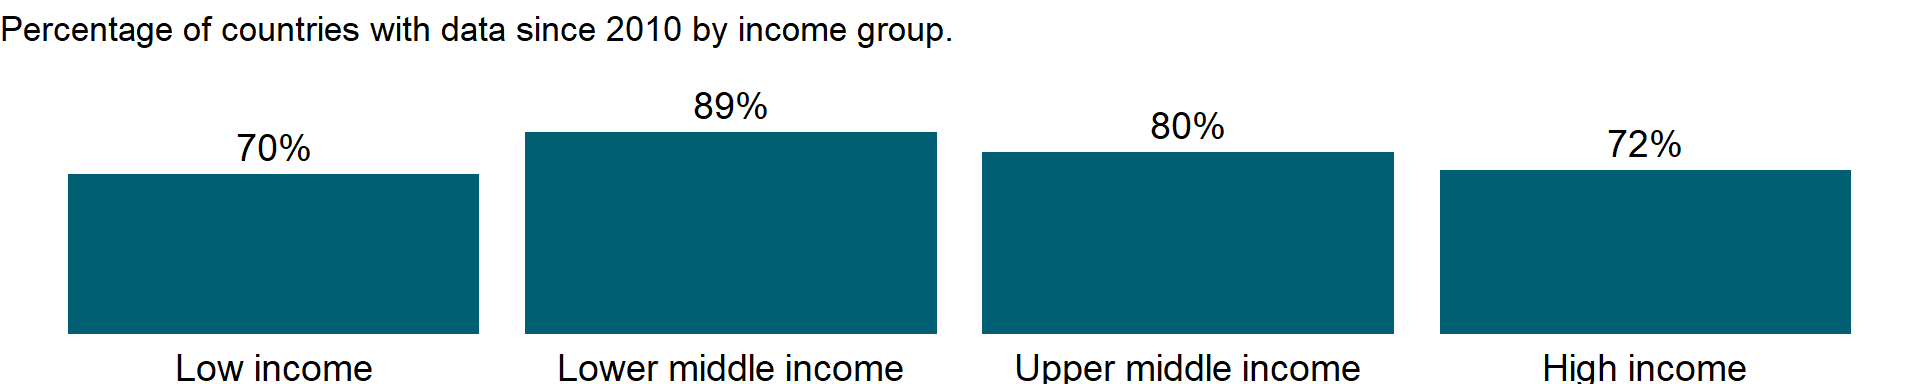 Percentage of countries with data since 2010 by income group.
70%
89%
80%
72%
Low income
Lower middle income
Upper middle income
High income